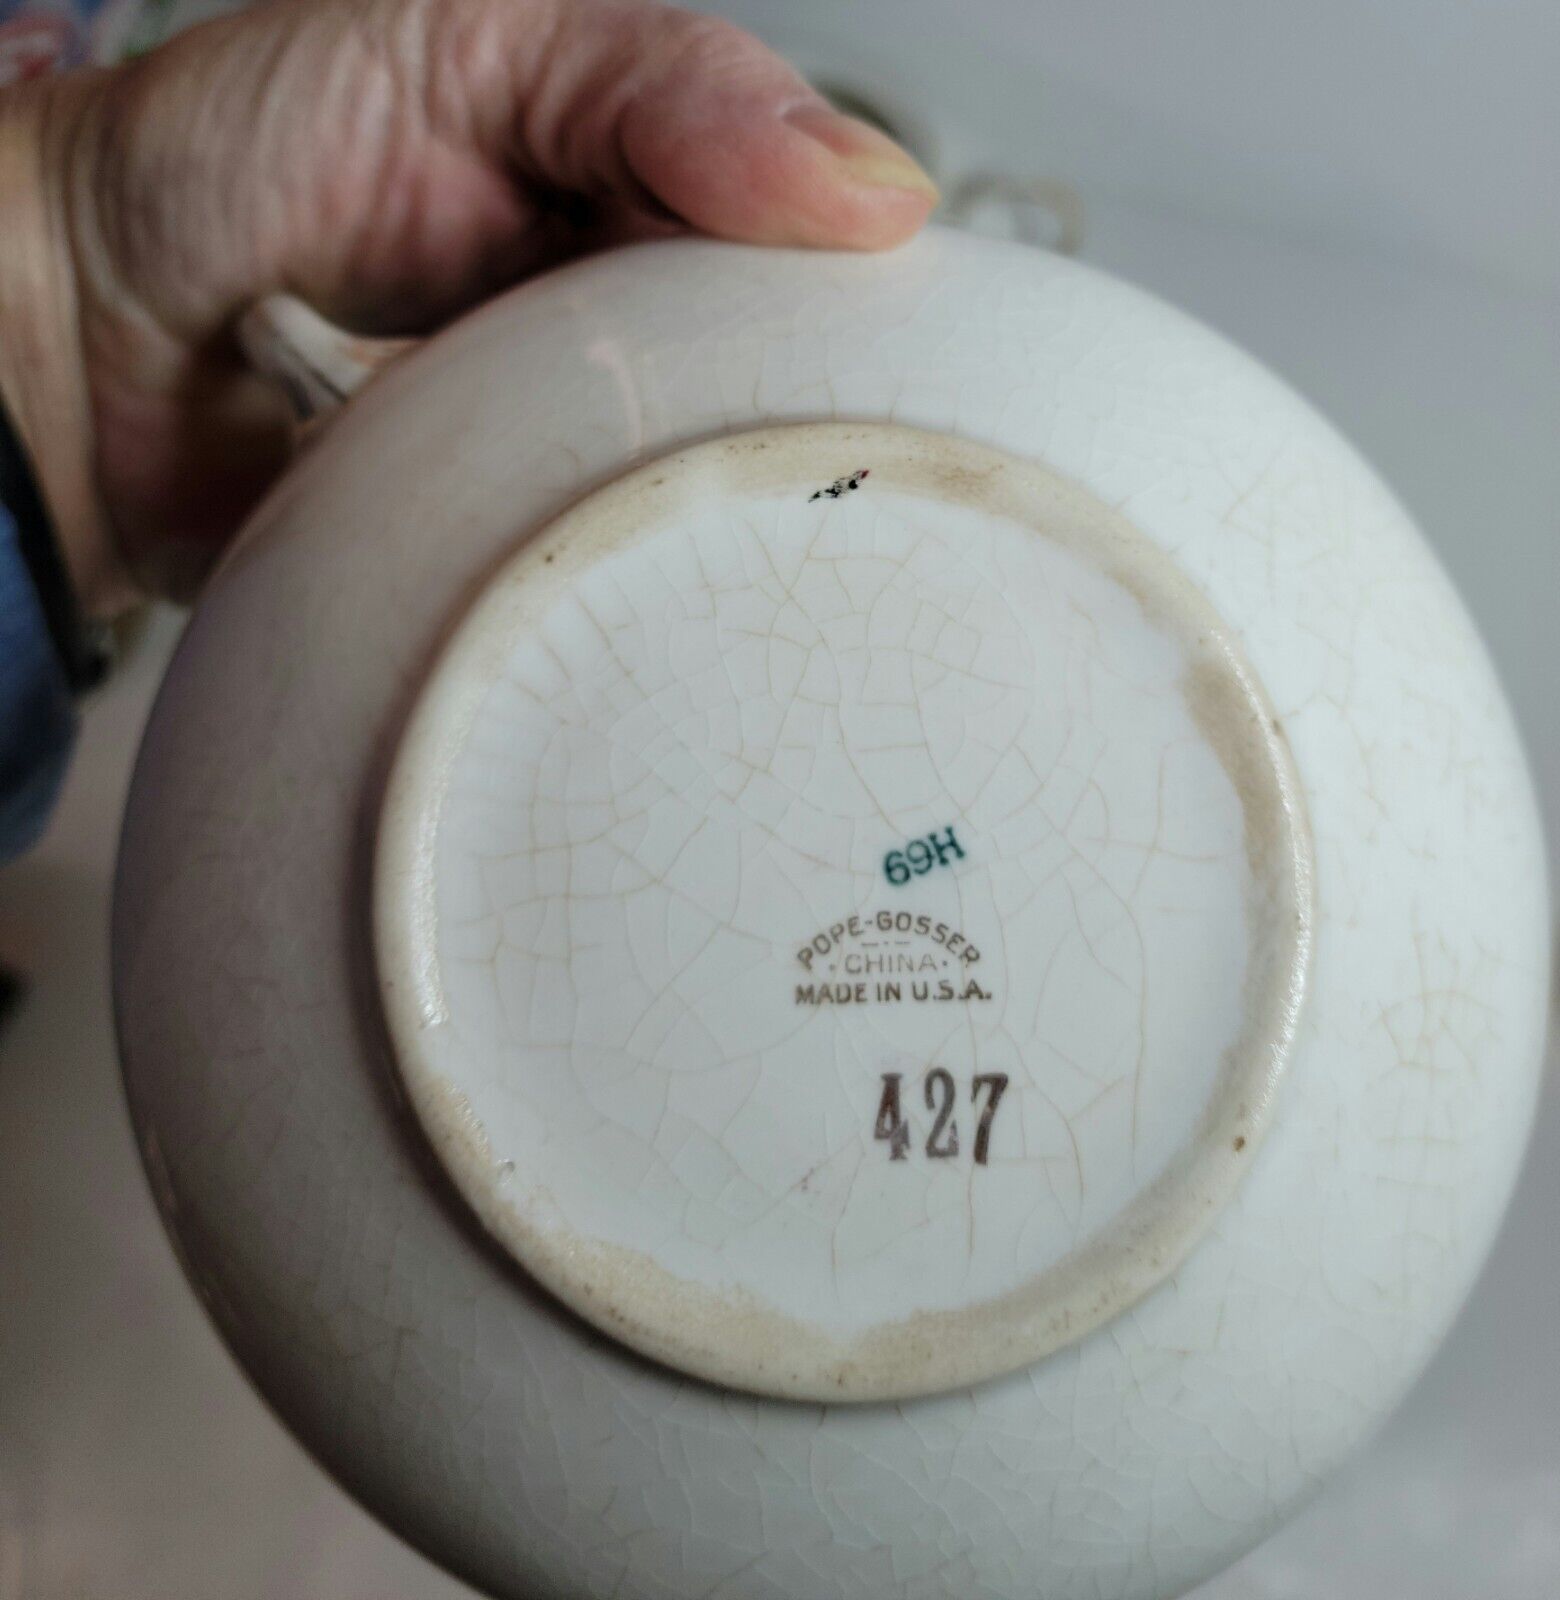 69H
POPE-GOSSER
· CHINA ·
MADE IN U.S.A.
427